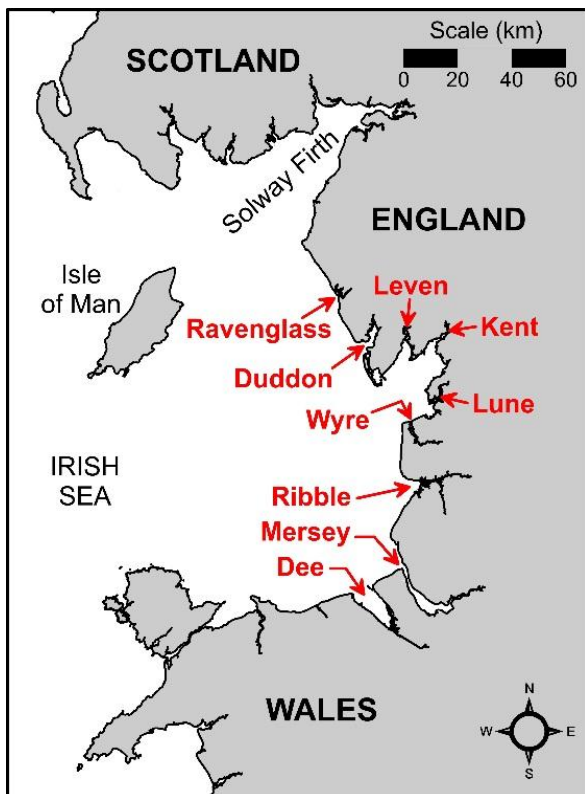 Scale (km)
0 20 40 60
SCOTLAND
Solway Firth
ENGLAND
Isle
of Man
Leven
Ravenglass
Kent
Duddon
Wyre
Lune
IRISH
SEA
Ribble
Mersey
Dee
WALES
N
W E
S